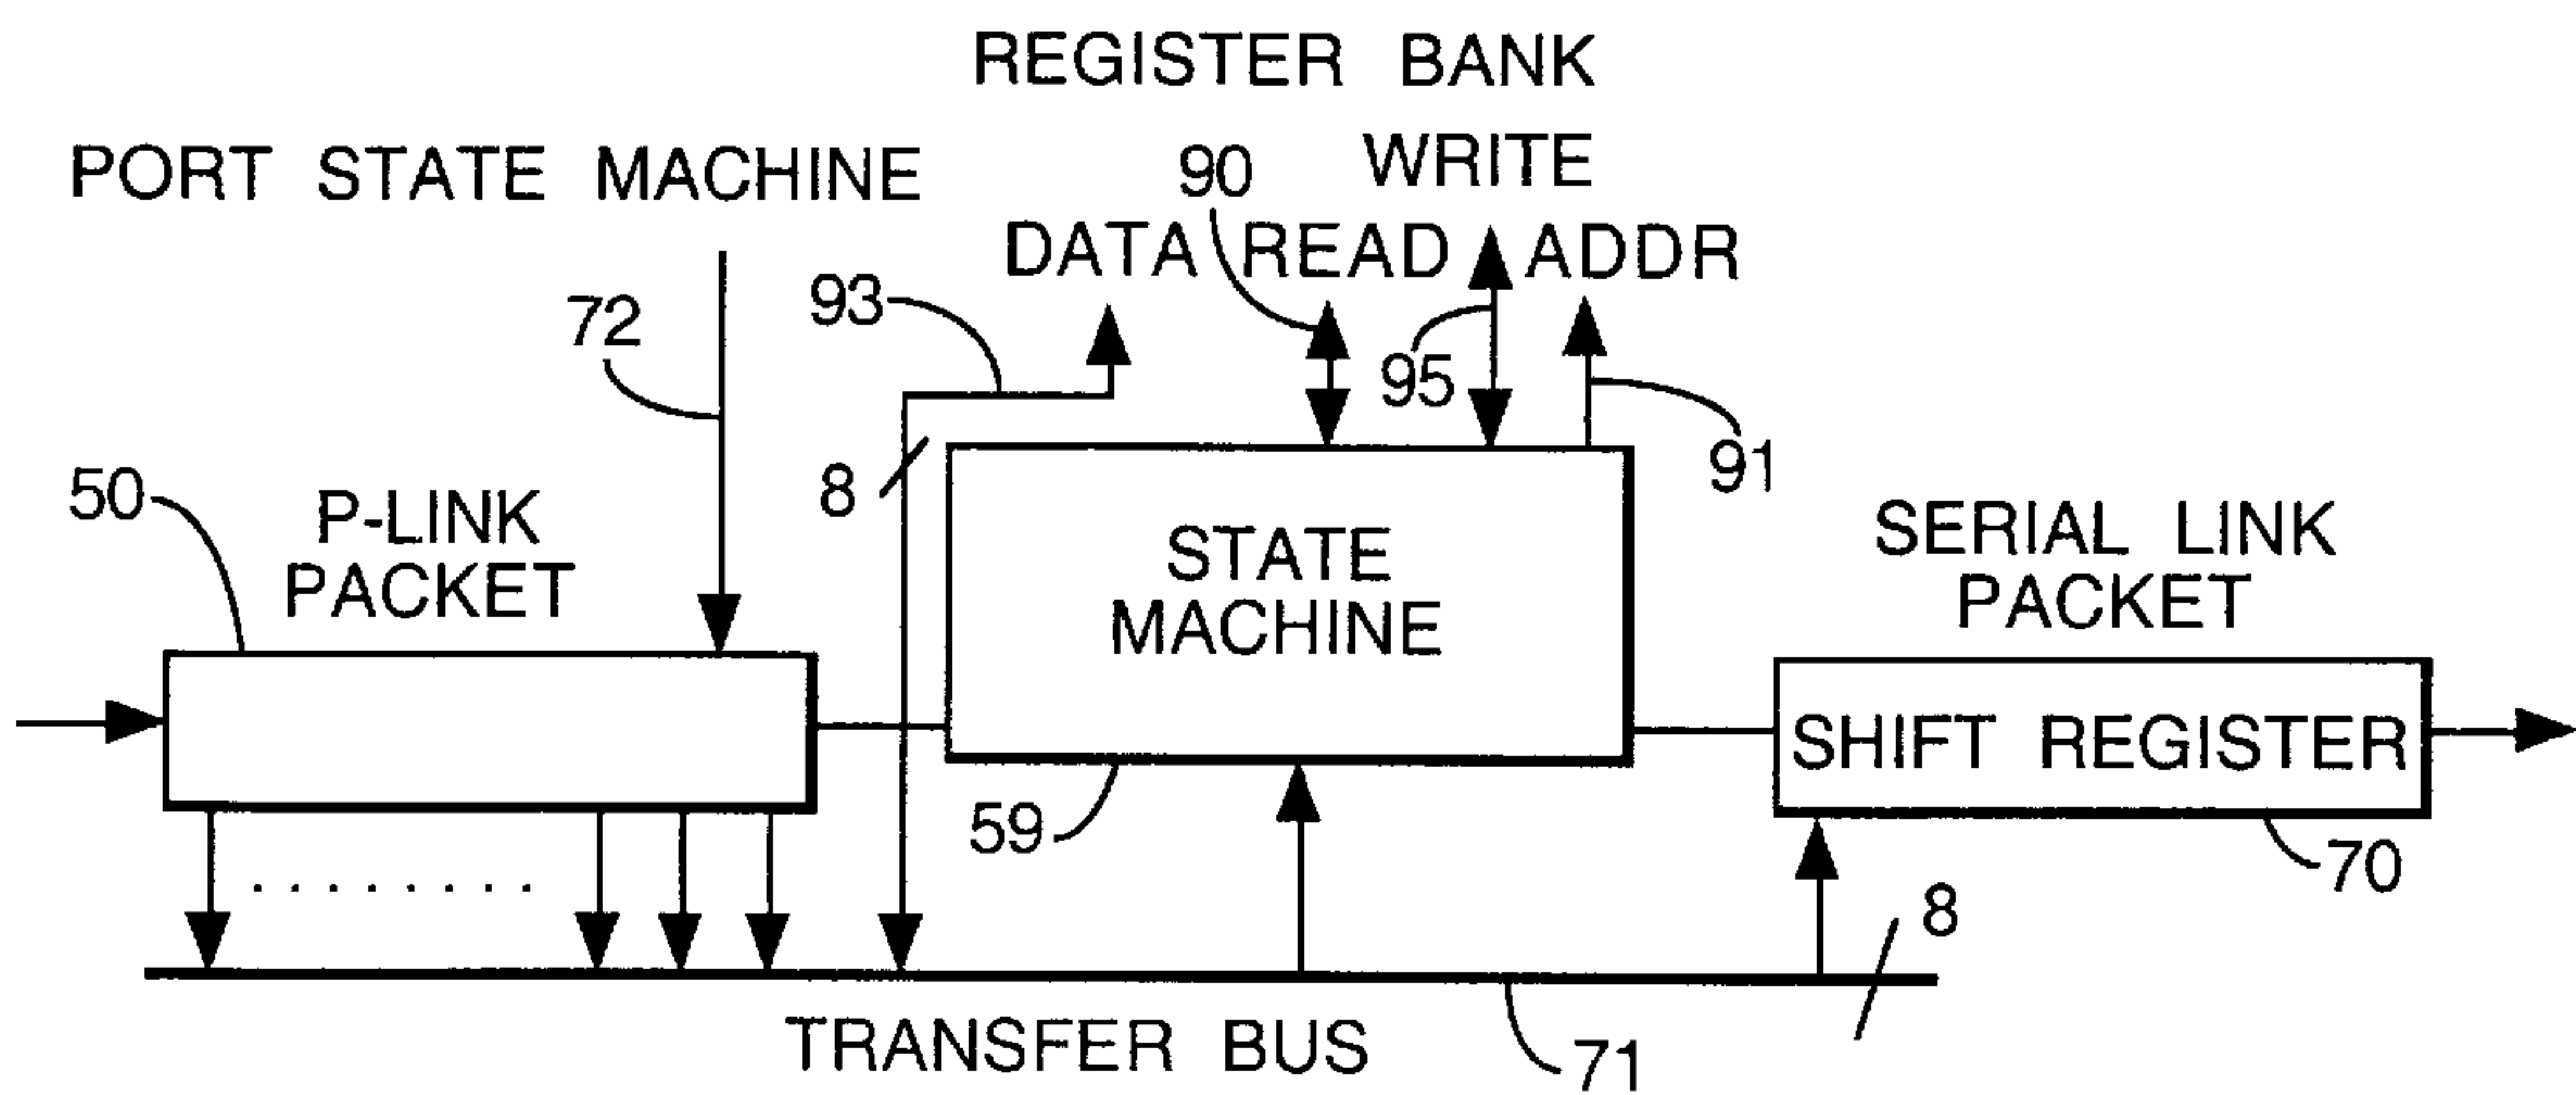 REGISTER BANK
PORT STATE MACHINE
90 WRITE
DATA READ ADDR
93
72
95
91
50
8
P-LINK
PACKET
STATE
MACHINE
SERIAL LINK
PACKET
SHIFT REGISTER
59
70
8
TRANSFER BUS
71